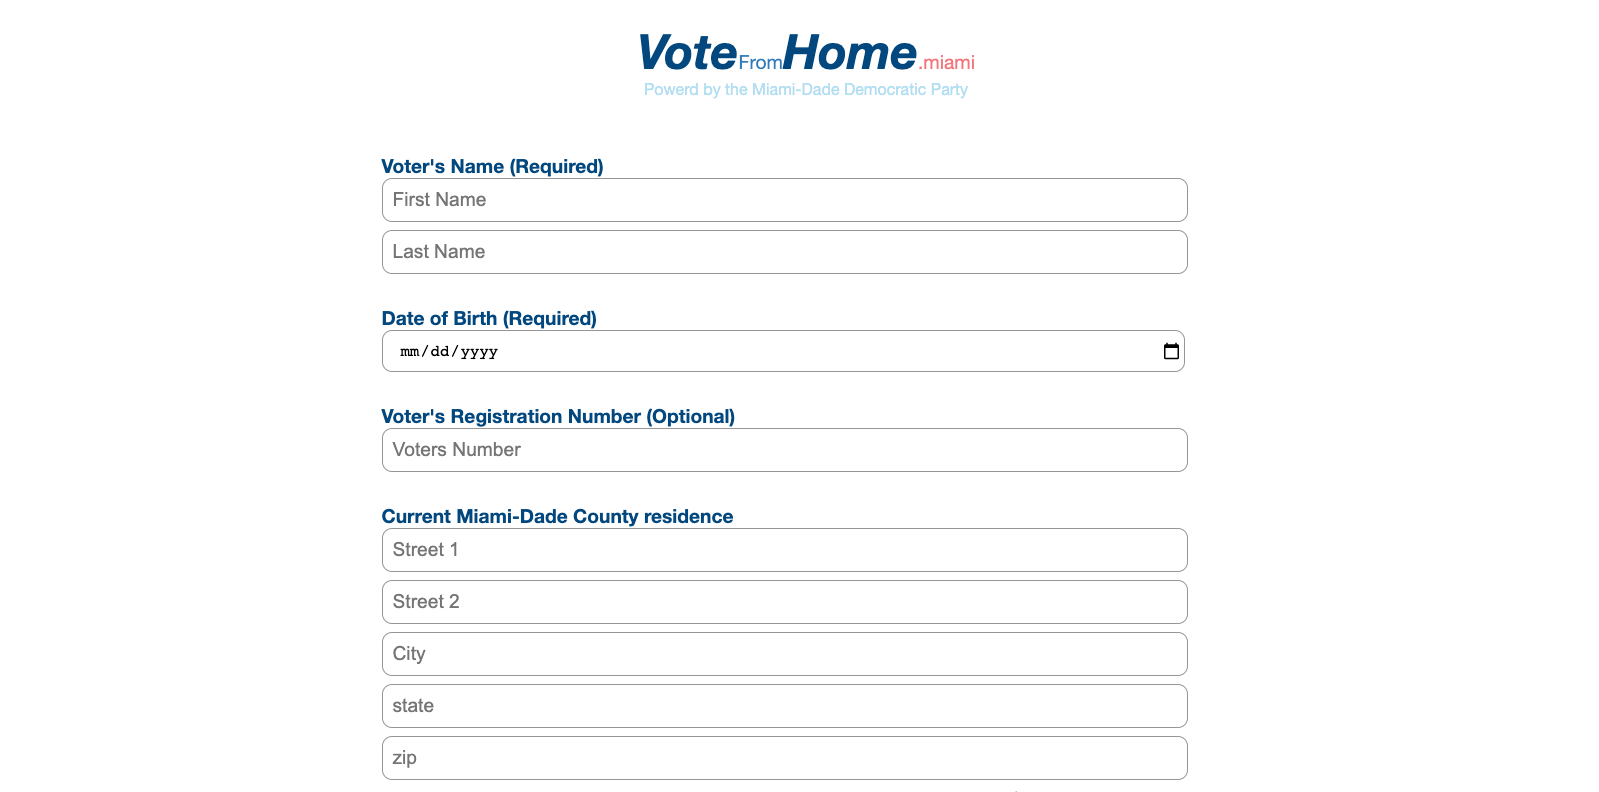 VoteFromHome.miami
Powerd by the Miami-Dade Democratic Party
Voter's Name (Required)
First Name
Last Name
Date of Birth (Required)
mm/dd/yyyy
Voter's Registration Number (Optional)
Voters Number
Current Miami-Dade County residence
Street 1
Street 2
City
state
zip